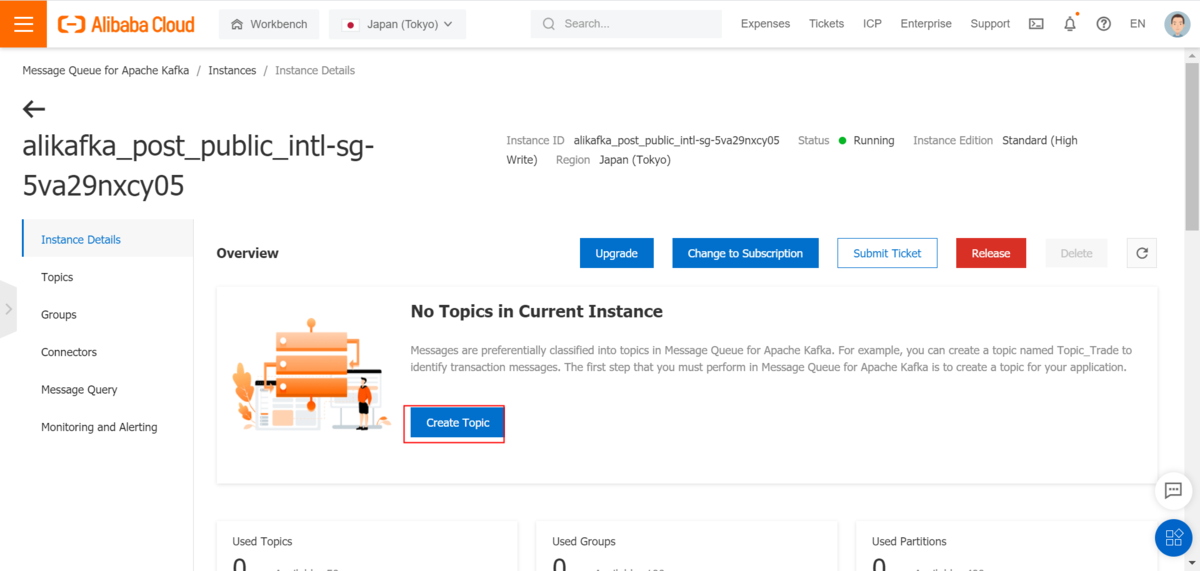 Alibaba Cloud
Workbench
Japan (Tokyo)
Search...
Expenses
Tickets
ICP
Enterprise
Support
EN
Message Queue for Apache Kafka / Instances / Instance Details
alikafka_post_public_intl-sg-
5va29nxcy05
Instance ID alikafka_post_public_intl-sg-5va29nxcy05 Status Running Instance Edition Standard (High
Write) Region Japan (Tokyo)
Instance Details
Topics
Groups
Connectors
Message Query
Monitoring and Alerting
Overview
Upgrade
Change to Subscription
Submit Ticket
Release
Delete
No Topics in Current Instance
Messages are preferentially classified into topics in Message Queue for Apache Kafka. For example, you can create a topic named Topic_Trade to
identify transaction messages. The first step that you must perform in Message Queue for Apache Kafka is to create a topic for your application.
Create Topic
Used Topics
0
Used Groups
0
Used Partitions
0